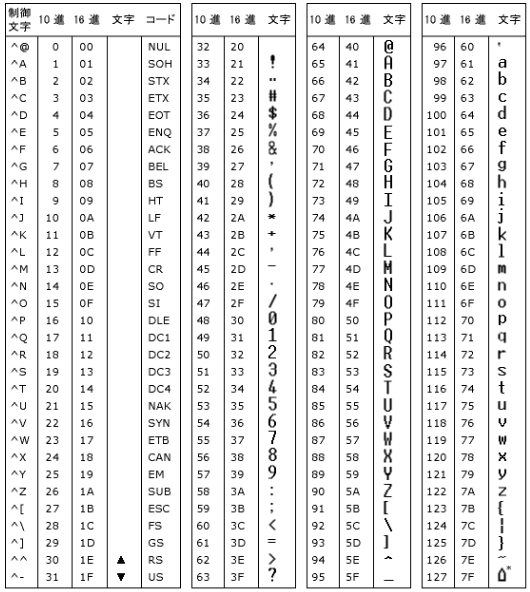 制御文字 10 進 16 進 文字 コード 10 進 16 進 文字 10 進 16 進 文字 10 進 16 進 文字
^@ 0 00 NUL 32 20 64 40 @ 96 60 '
^A 1 01 SOH 33 21 ! 65 41 A 97 61 a
^B 2 02 STX 34 22 " 66 42 B 98 62 b
^C 3 03 ETX 35 23 # 67 43 C 99 63 c
^D 4 04 EOT 36 24 $ 68 44 D 100 64 d
^E 5 05 ENQ 37 25 % 69 45 E 101 65 e
^F 6 06 ACK 38 26 & 70 46 F 102 66 f
^G 7 07 BEL 39 27 ' 71 47 G 103 67 g
^H 8 08 BS 40 28 ( 72 48 H 104 68 h
^I 9 09 HT 41 29 ) 73 49 I 105 69 i
^J 10 0A LF 42 2A * 74 4A J 106 6A j
^K 11 0B VT 43 2B + 75 4B K 107 6B k
^L 12 0C FF 44 2C ' 76 4C L 108 6C l
^M 13 0D CR 45 2D - 77 4D M 109 6D m
^N 14 0E SO 46 2E . 78 4E N 110 6E n
^O 15 0F SI 47 2F / 79 4F O 111 6F o
^P 16 10 DLE 48 30 0 80 50 P 112 70 p
^Q 17 11 DC1 49 31 1 81 51 Q 113 71 q
^R 18 12 DC2 50 32 2 82 52 R 114 72 r
^S 19 13 DC3 51 33 3 83 53 S 115 73 s
^T 20 14 DC4 52 34 4 84 54 T 116 74 t
^U 21 15 NAK 53 35 5 85 55 U 117 75 u
^V 22 16 SYN 54 36 6 86 56 V 118 76 v
^W 23 17 ETB 55 37 7 87 57 W 119 77 w
^X 24 18 CAN 56 38 8 88 58 X 120 78 x
^Y 25 19 EM 57 39 9 89 59 Y 121 79 y
^Z 26 1A SUB 58 3A : 90 5A Z 122 7A z
^[ 27 1B ESC 59 3B ; 91 5B [ 123 7B {
^\ 28 1C FS 60 3C < 92 5C \ 124 7C |
^] 29 1D GS 61 3D = 93 5D ] 125 7D }
^^ 30 1E ▲ RS 62 3E > 94 5E ^ 126 7E ~
^- 31 1F ▼ US 63 3F ? 95 5F _ 127 7F ⌂*